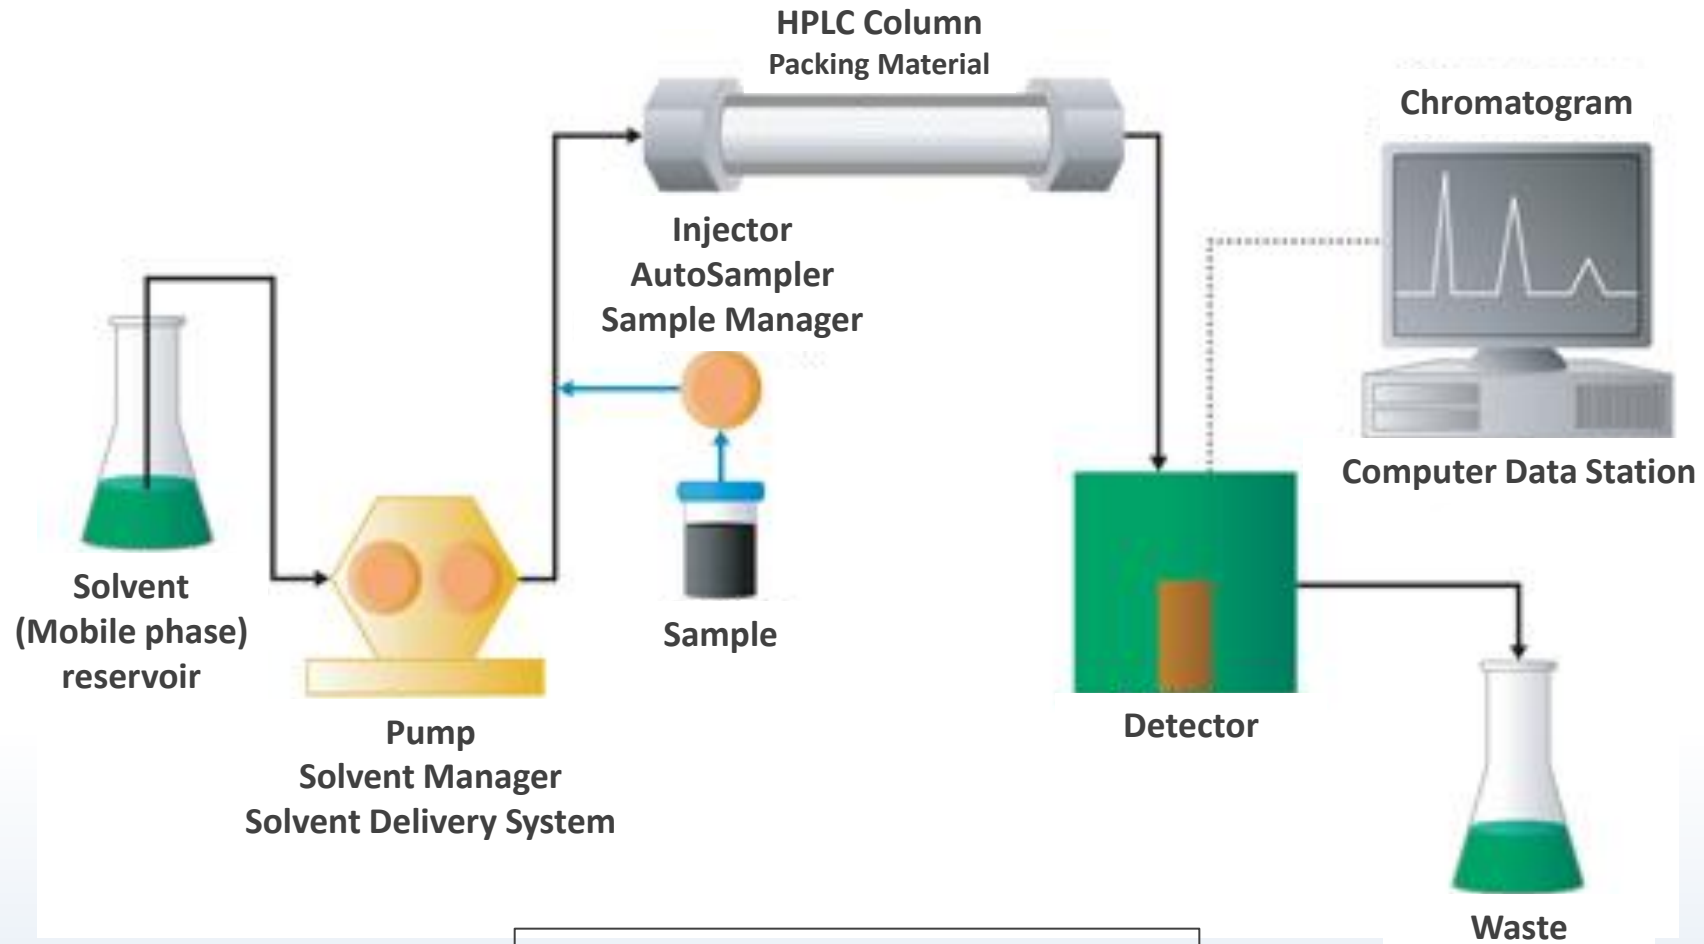 HPLC Column
Packing Material
Chromatogram
Injector
AutoSampler
Sample Manager
Computer Data Station
Solvent
(Mobile phase)
reservoir
Sample
Pump
Solvent Manager
Solvent Delivery System
Detector
Waste